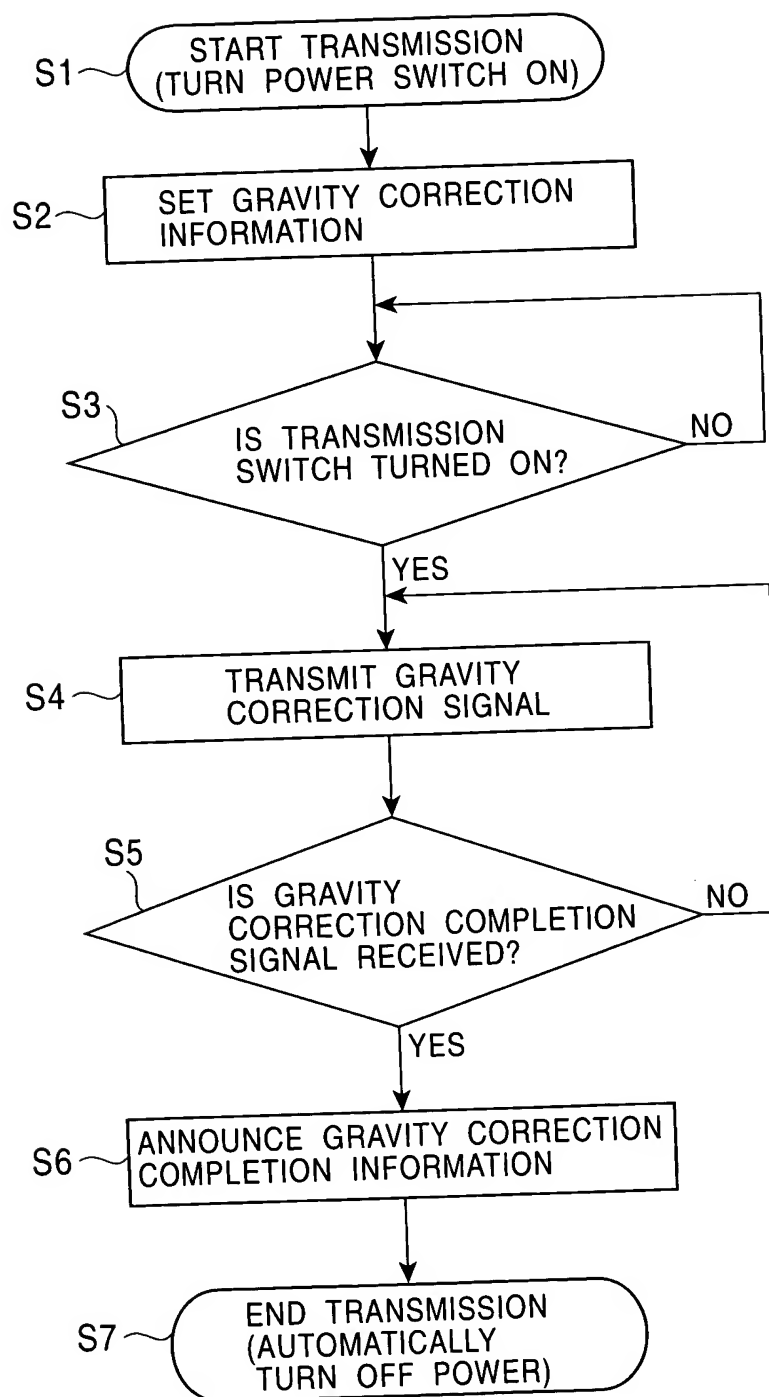 S1
START TRANSMISSION
(TURN POWER SWITCH ON)
S2
SET GRAVITY CORRECTION
INFORMATION
S3
IS TRANSMISSION
SWITCH TURNED ON?
NO
YES
S4
TRANSMIT GRAVITY
CORRECTION SIGNAL
S5
IS GRAVITY
CORRECTION COMPLETION
SIGNAL RECEIVED?
NO
YES
S6
ANNOUNCE GRAVITY CORRECTION
COMPLETION INFORMATION
S7
END TRANSMISSION
(AUTOMATICALLY
TURN OFF POWER)